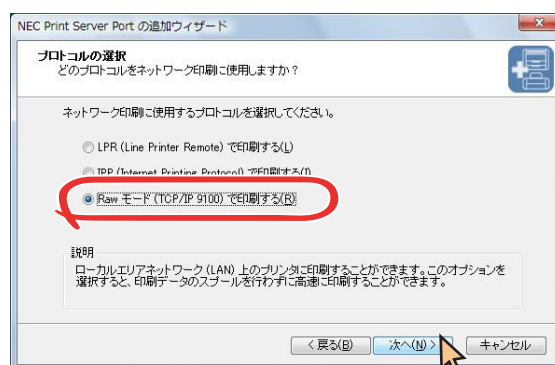 NEC Print Server Port の追加ウィザード
プロトコルの選択
どのプロトコルをネットワーク印刷に使用しますか？
ネットワーク印刷に使用するプロトコルを選択してください。
LPR (Line Printer Remote) で印刷する(L)
IPP (Internet Printing Protocol) で印刷する(I)
Raw モード (TCP/IP 9100) で印刷する(R)
説明
ローカルエリアネットワーク (LAN) 上のプリンタに印刷することができます。このオプションを
選択すると、印刷データのスプールを行わずに高速に印刷することができます。
< 戻る(B)
次へ(N) >
キャンセル